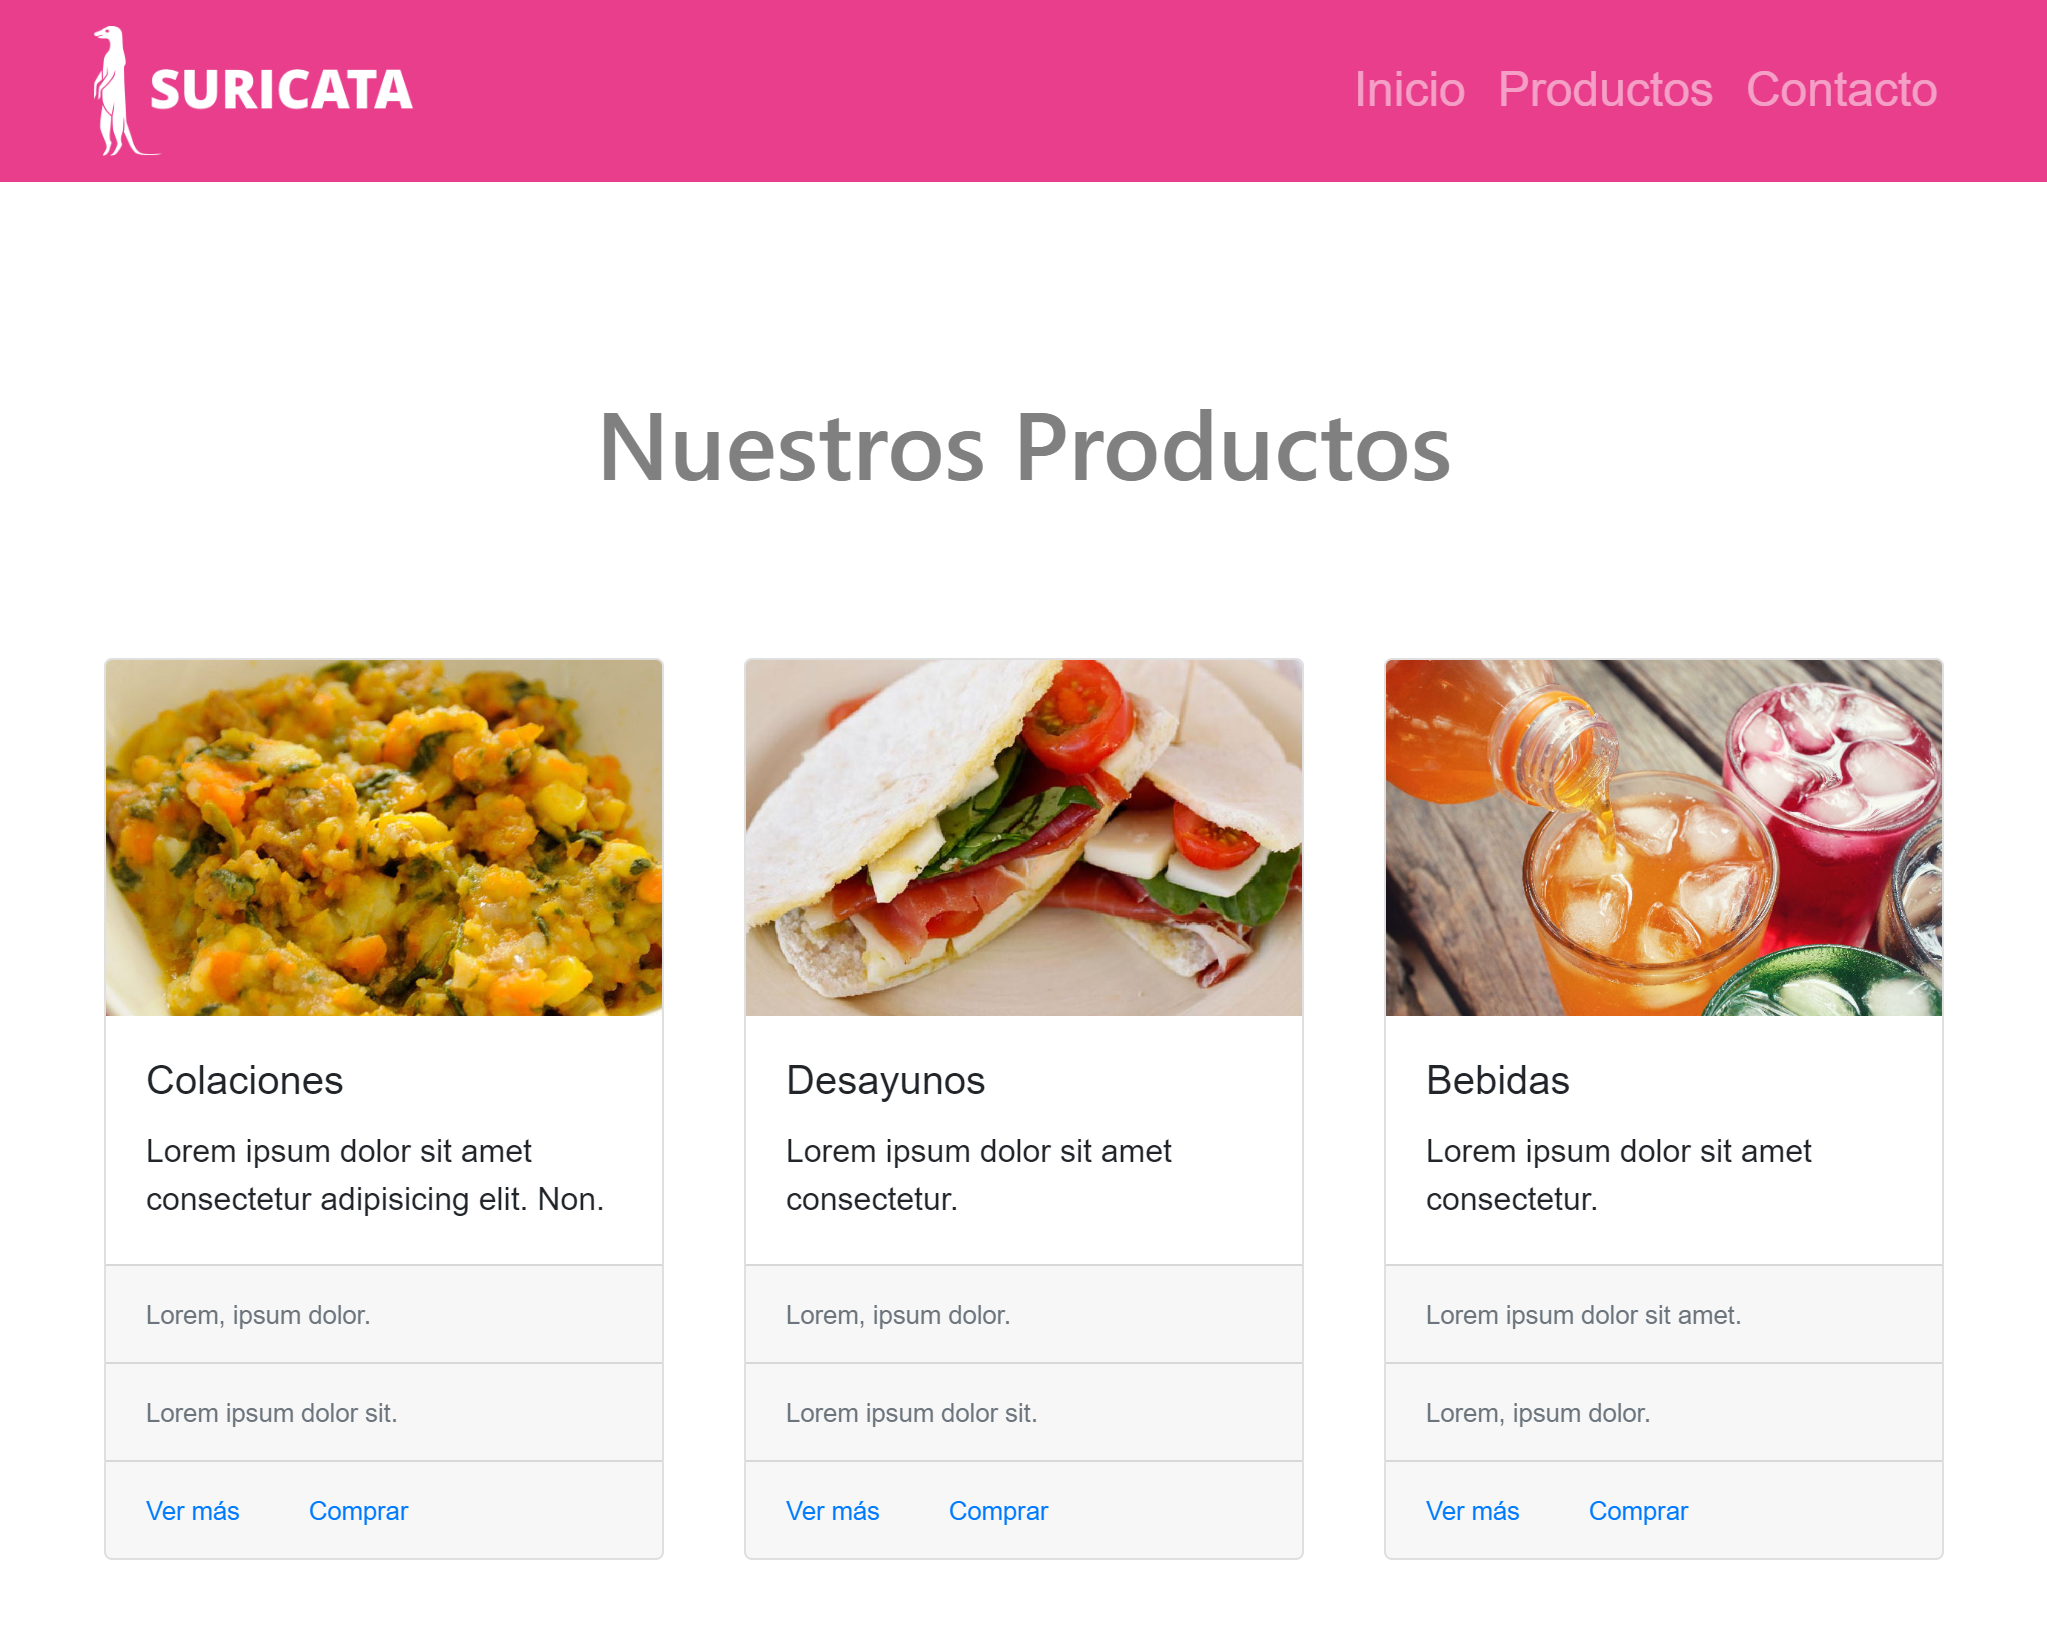 SURICATA
Inicio Productos Contacto
Nuestros Productos
Colaciones
Lorem ipsum dolor sit amet
consectetur adipisicing elit. Non.
Lorem, ipsum dolor.
Lorem ipsum dolor sit.
Ver más Comprar
Desayunos
Lorem ipsum dolor sit amet
consectetur.
Lorem, ipsum dolor.
Lorem ipsum dolor sit.
Ver más Comprar
Bebidas
Lorem ipsum dolor sit amet
consectetur.
Lorem ipsum dolor sit amet.
Lorem, ipsum dolor.
Ver más Comprar